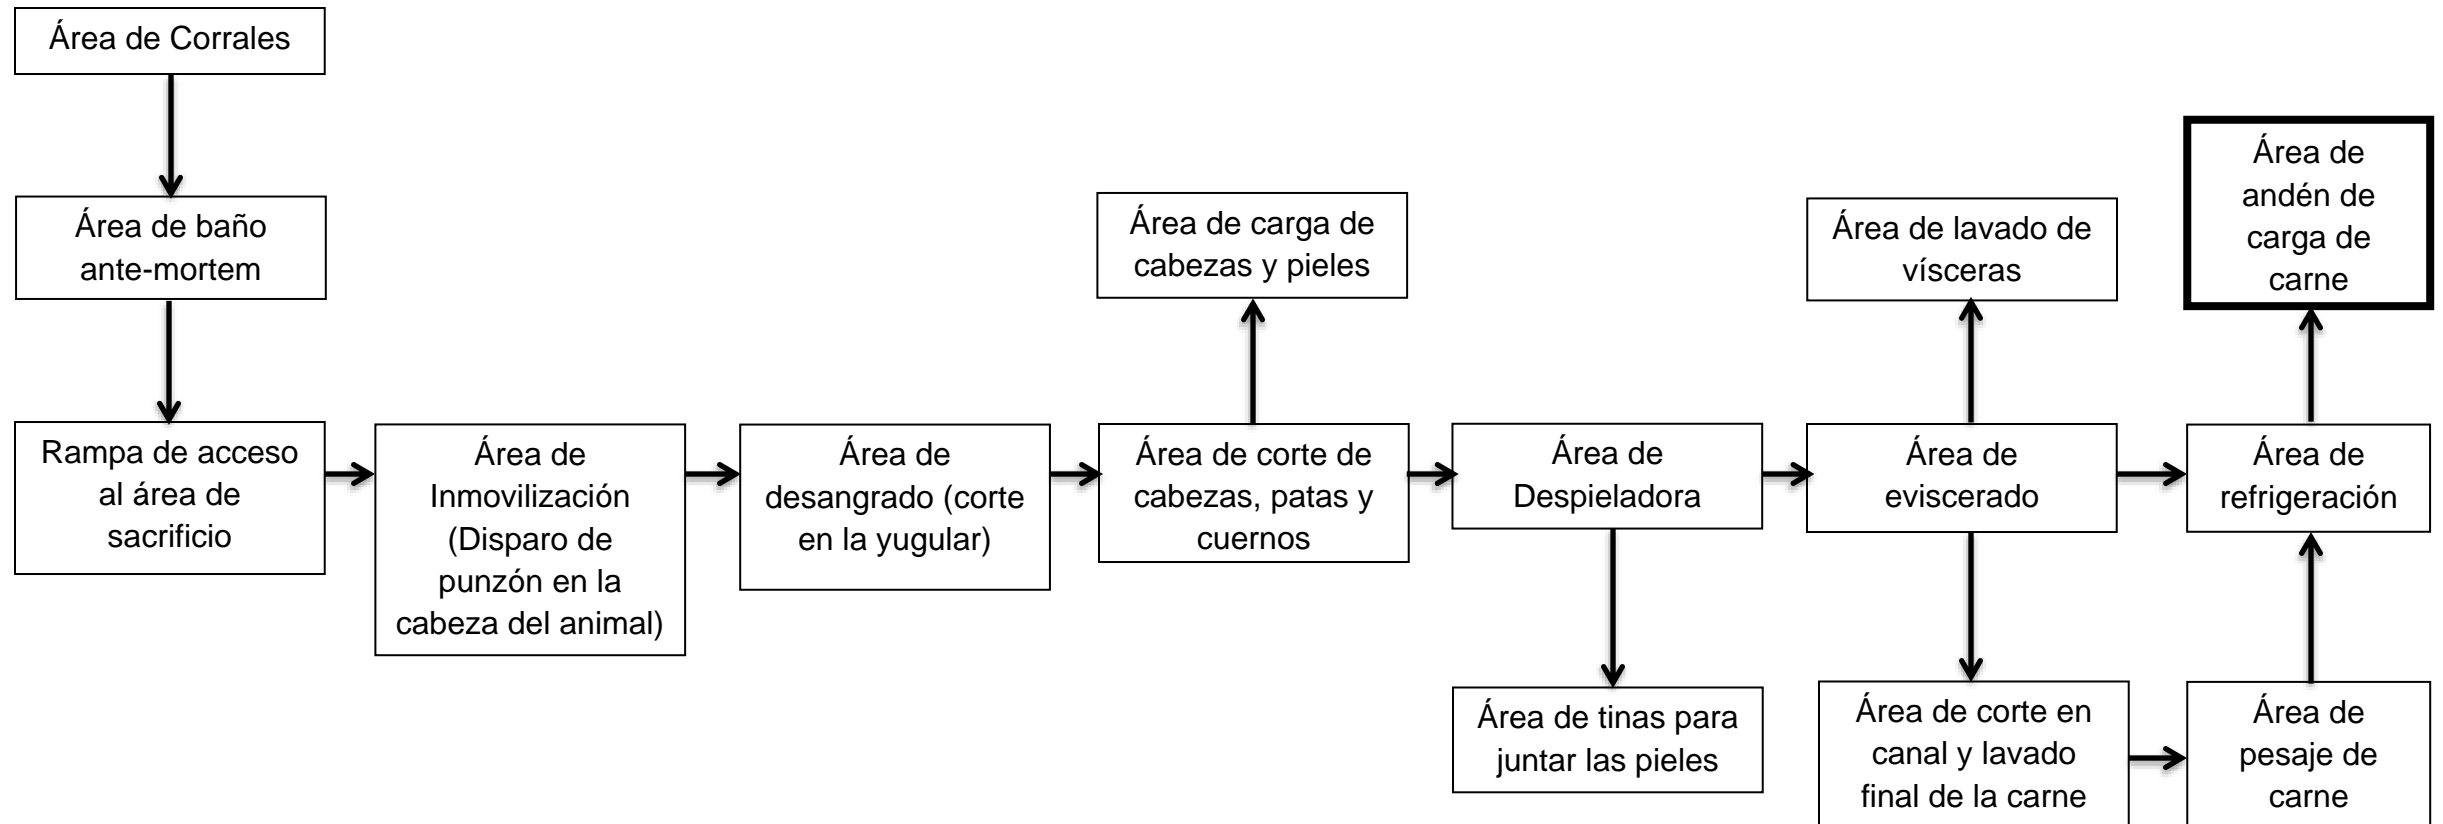 Área de Corrales
Área de baño
ante-mortem
Rampa de acceso
al área de
sacrificio
Área de
Inmovilización
(Disparo de
punzón en la
cabeza del animal)
Área de
desangrado (corte
en la yugular)
Área de carga de
cabezas y pieles
Área de corte de
cabezas, patas y
cuernos
Área de
Despieladora
Área de tinas para
juntar las pieles
Área de lavado de
vísceras
Área de
eviscerado
Área de corte en
canal y lavado
final de la carne
Área de
pesaje de
carne
Área de
refrigeración
Área de
andén de
carga de
carne